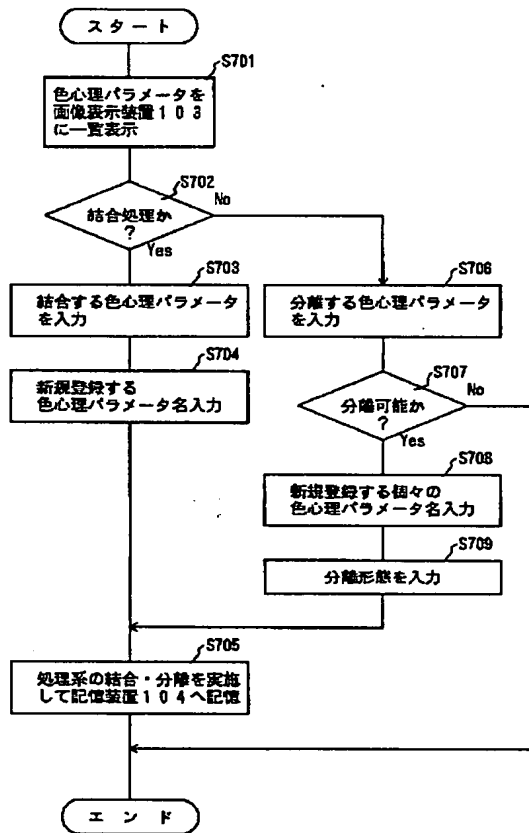 スタート
S701
色心理パラメータを
画像表示装置103
に一覧表示
S702
結合処理か
?
No
Yes
S703
結合する色心理パラメータ
を入力
S704
新規登録する
色心理パラメータ名入力
S706
分離する色心理パラメータ
を入力
S707
分離可能か
?
No
Yes
S708
新規登録する個々の
色心理パラメータ名入力
S709
分離形態を入力
S705
処理系の結合・分離を実施
して記憶装置104へ記憶
エンド